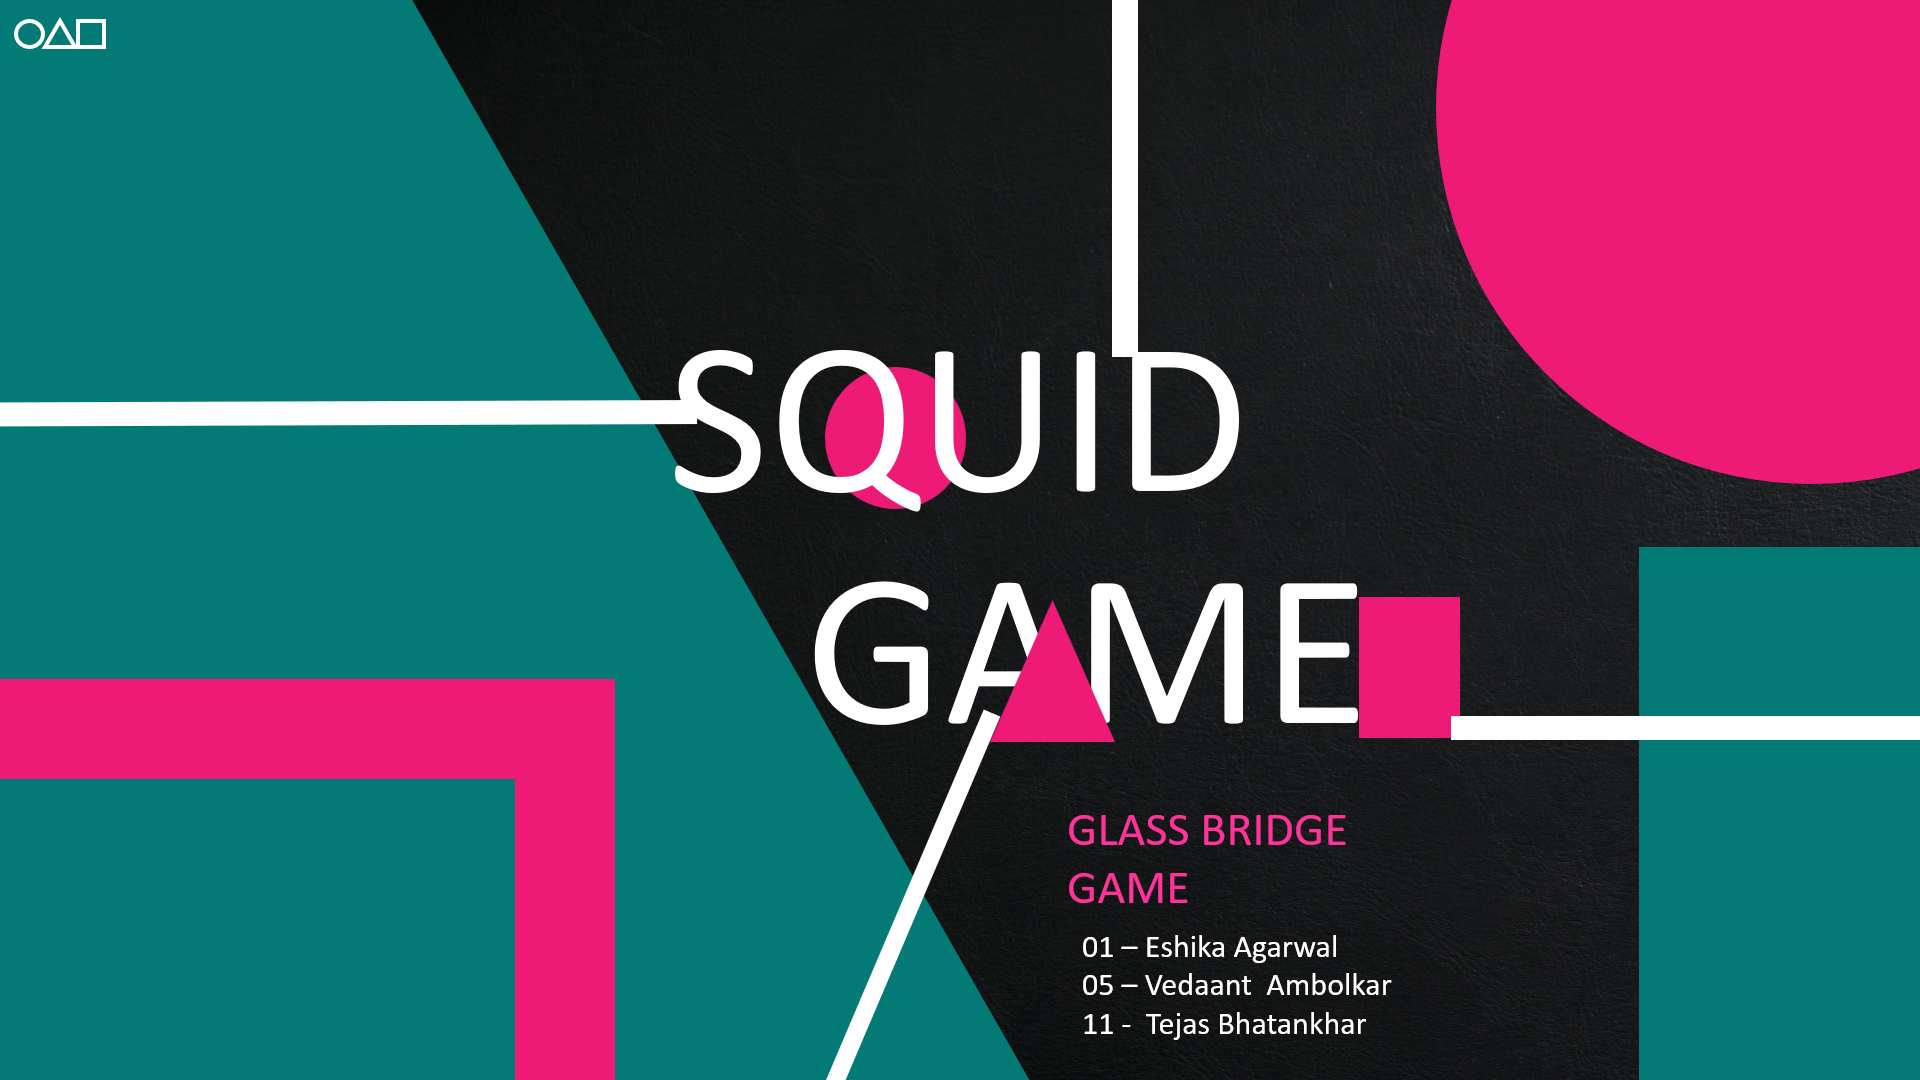 SQUID
GAME
GLASS BRIDGE
GAME
01 – Eshika Agarwal
05 – Vedaant  Ambolkar
11 -  Tejas Bhatankhar